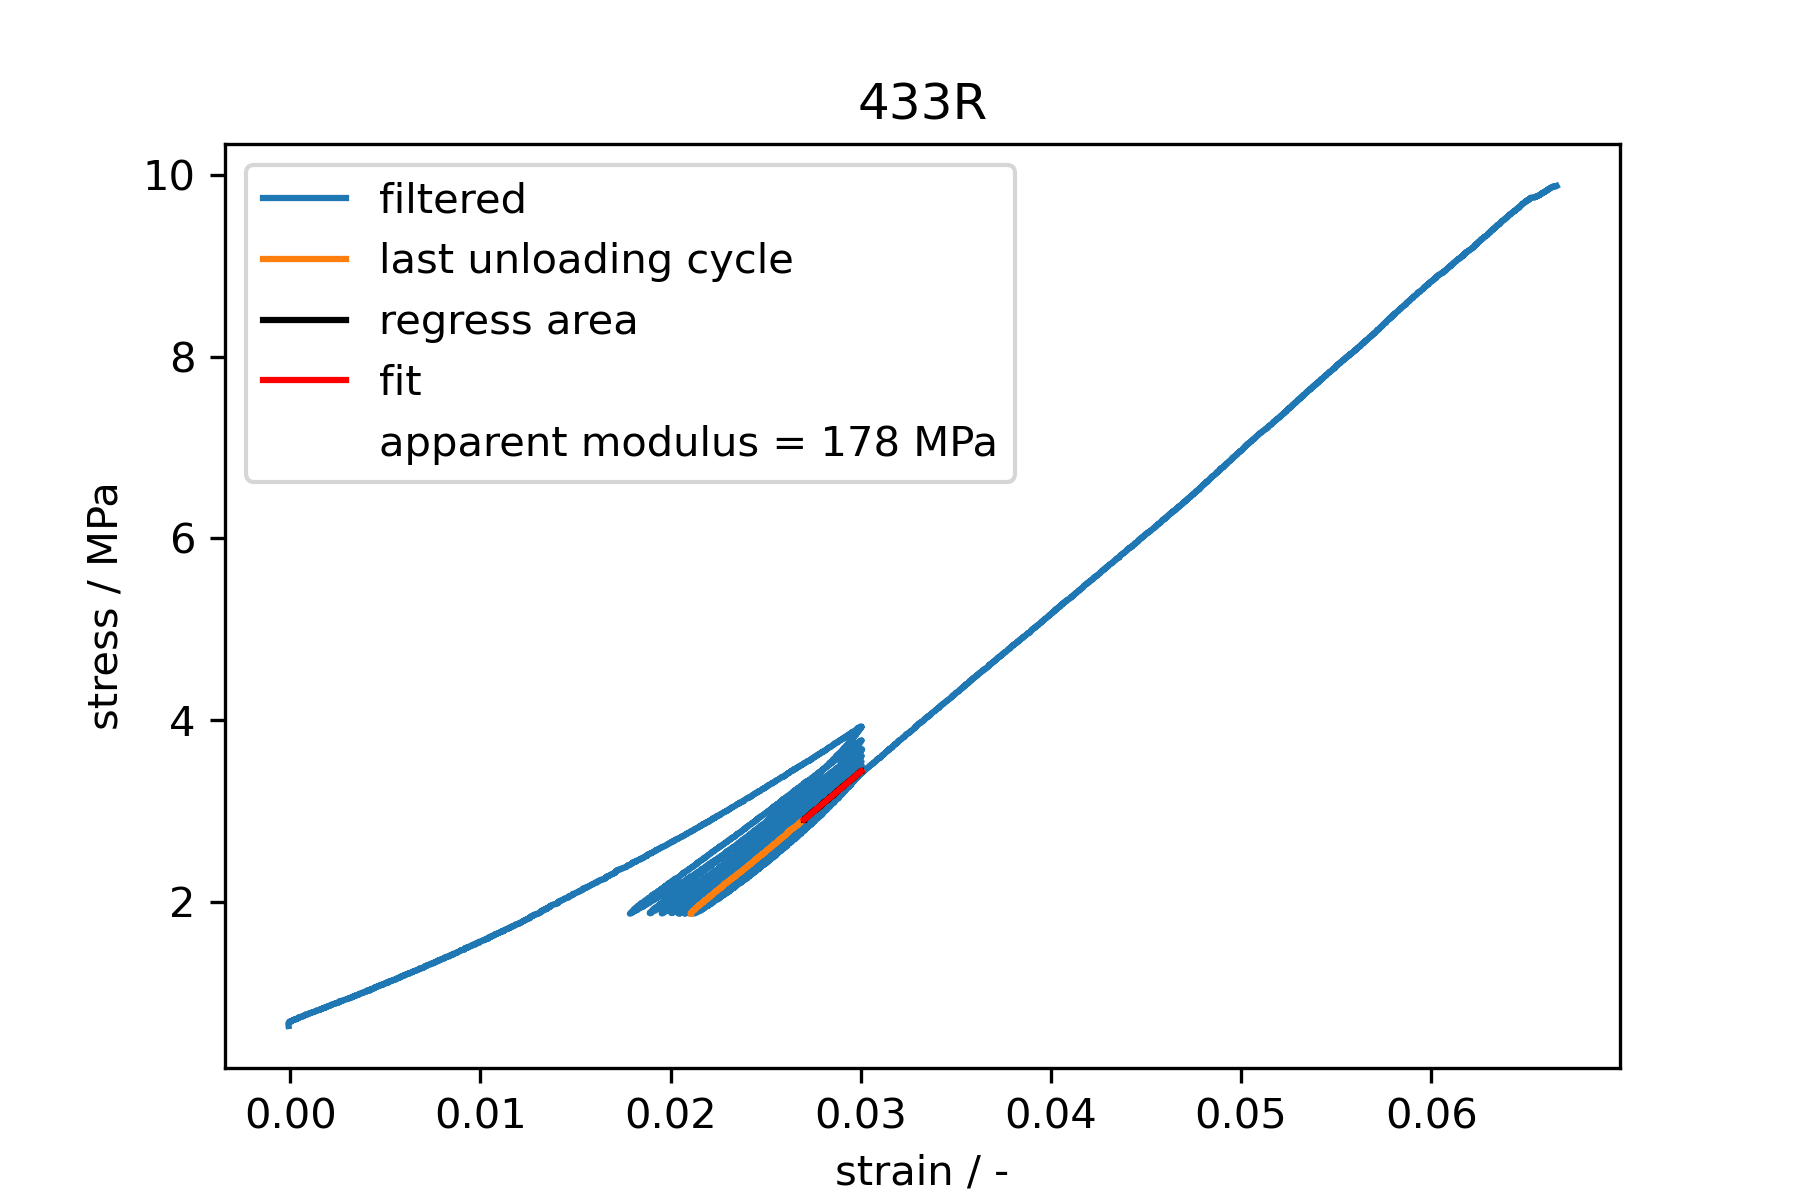 433R
10
8
6
4
2
stress / MPa
filtered
last unloading cycle
regress area
fit
apparent modulus = 178 MPa
0.00 0.01 0.02 0.03 0.04 0.05 0.06
strain / -